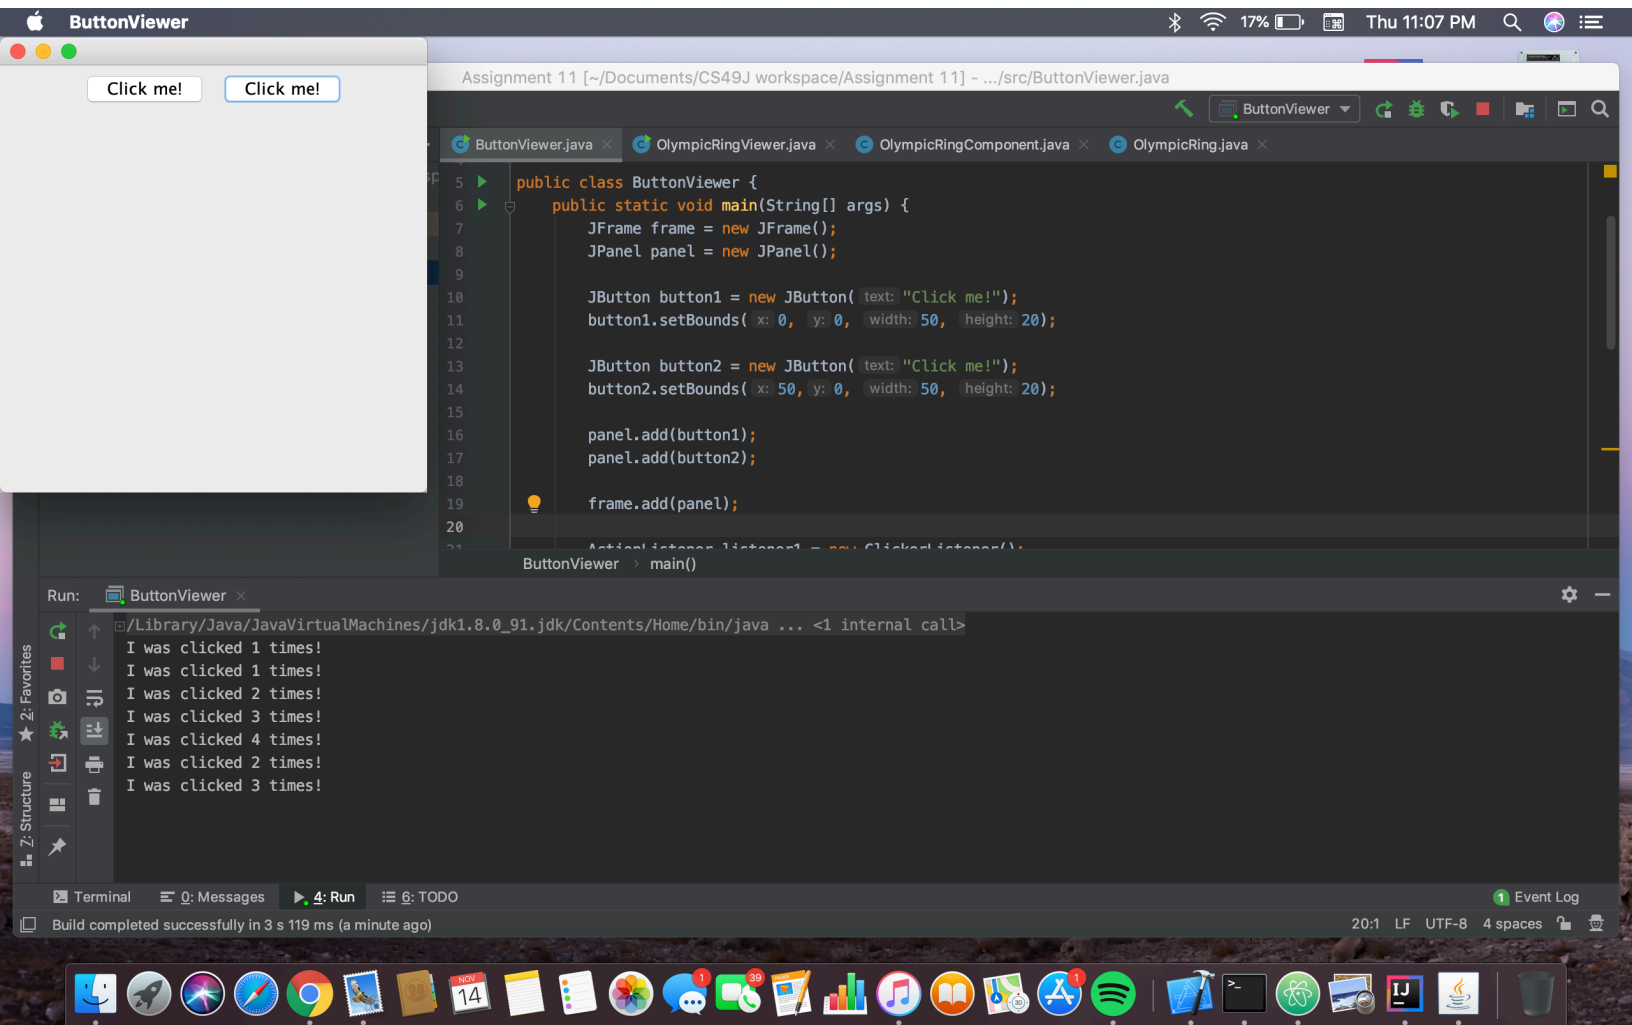 ButtonViewer
17%
Thu 11:07 PM
Click me!
Click me!
Assignment 11 [~/Documents/CS49J workspace/Assignment 11] - .../src/ButtonViewer.java
ButtonViewer
ButtonViewer.java
OlympicRingViewer.java
OlympicRingComponent.java
OlympicRing.java
5 public class ButtonViewer {
6 public static void main(String[] args) {
7 JFrame frame = new JFrame();
8 JPanel panel = new JPanel();
9
10 JButton button1 = new JButton( text: "Click me!");
11 button1.setBounds( x: 0, y: 0, width: 50, height: 20);
12
13 JButton button2 = new JButton( text: "Click me!");
14 button2.setBounds( x: 50, y: 0, width: 50, height: 20);
15
16 panel.add(button1);
17 panel.add(button2);
18
19 frame.add(panel);
20
21 ActionListener listener1 = new ClickerListener();
ButtonViewer › main()
Run: ButtonViewer
/Library/Java/JavaVirtualMachines/jdk1.8.0_91.jdk/Contents/Home/bin/java ... <1 internal call>
I was clicked 1 times!
I was clicked 1 times!
I was clicked 2 times!
I was clicked 3 times!
I was clicked 4 times!
I was clicked 2 times!
I was clicked 3 times!
2: Favorites
Z: Structure
Terminal
0: Messages
4: Run
6: TODO
1 Event Log
Build completed successfully in 3 s 119 ms (a minute ago)
20:1 LF UTF-8 4 spaces
NOV
14
1
39
1
IJ